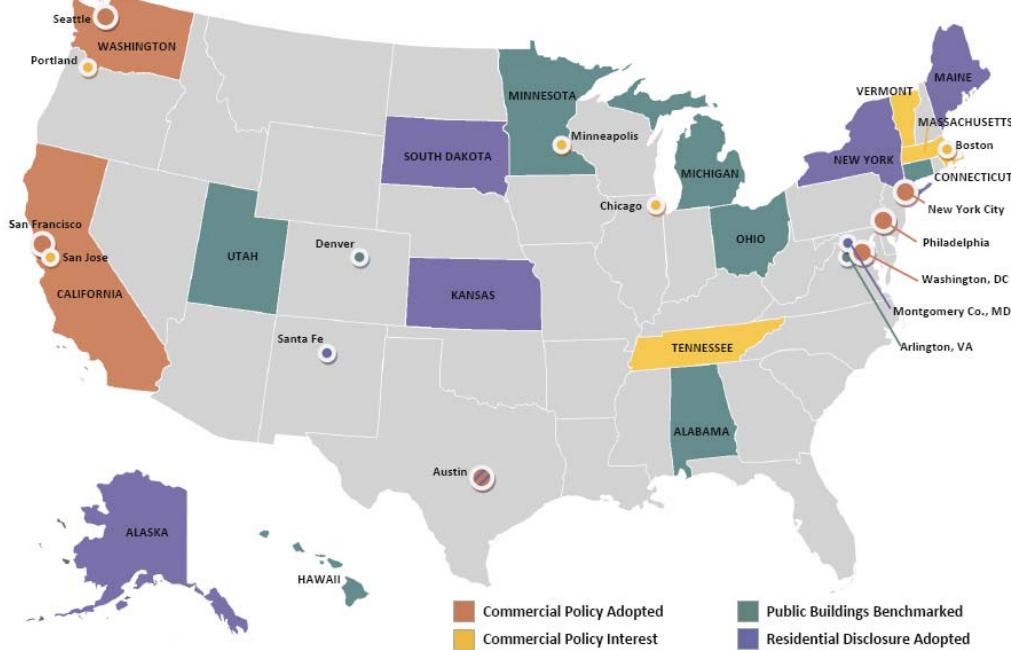 Seattle
WASHINGTON
Portland
MINNESOTA
Minneapolis
SOUTH DAKOTA
MICHIGAN
Chicago
MAINE
VERMONT
MASSACHUSETTS
Boston
NEW YORK
CONNECTICUT
New York City
Philadelphia
Washington, DC
Montgomery Co., MD
Arlington, VA
San Francisco
San Jose
CALIFORNIA
UTAH
Denver
KANSAS
OHIO
Santa Fe
TENNESSEE
ALABAMA
Austin
ALASKA
HAWAII
Commercial Policy Adopted
Commercial Policy Interest
Public Buildings Benchmarked
Residential Disclosure Adopted